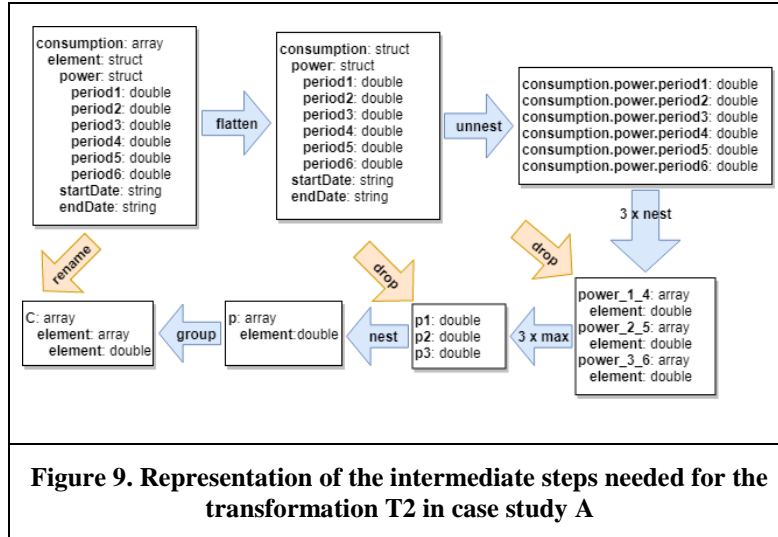 consumption: array
element: struct
power: struct
period1: double
period2: double
period3: double
period4: double
period5: double
period6: double
startDate: string
endDate: string
flatten
consumption: struct
power: struct
period1: double
period2: double
period3: double
period4: double
period5: double
period6: double
startDate: string
endDate: string
unnest
consumption.power.period1: double
consumption.power.period2: double
consumption.power.period3: double
consumption.power.period4: double
consumption.power.period5: double
consumption.power.period6: double
3 x nest
rename
drop
drop
C: array
element: array
element: double
group
p: array
element:double
nest
p1: double
p2: double
p3: double
3 x max
power_1_4: array
element: double
power_2_5: array
element: double
power_3_6: array
element: double
Figure 9. Representation of the intermediate steps needed for the
transformation T2 in case study A